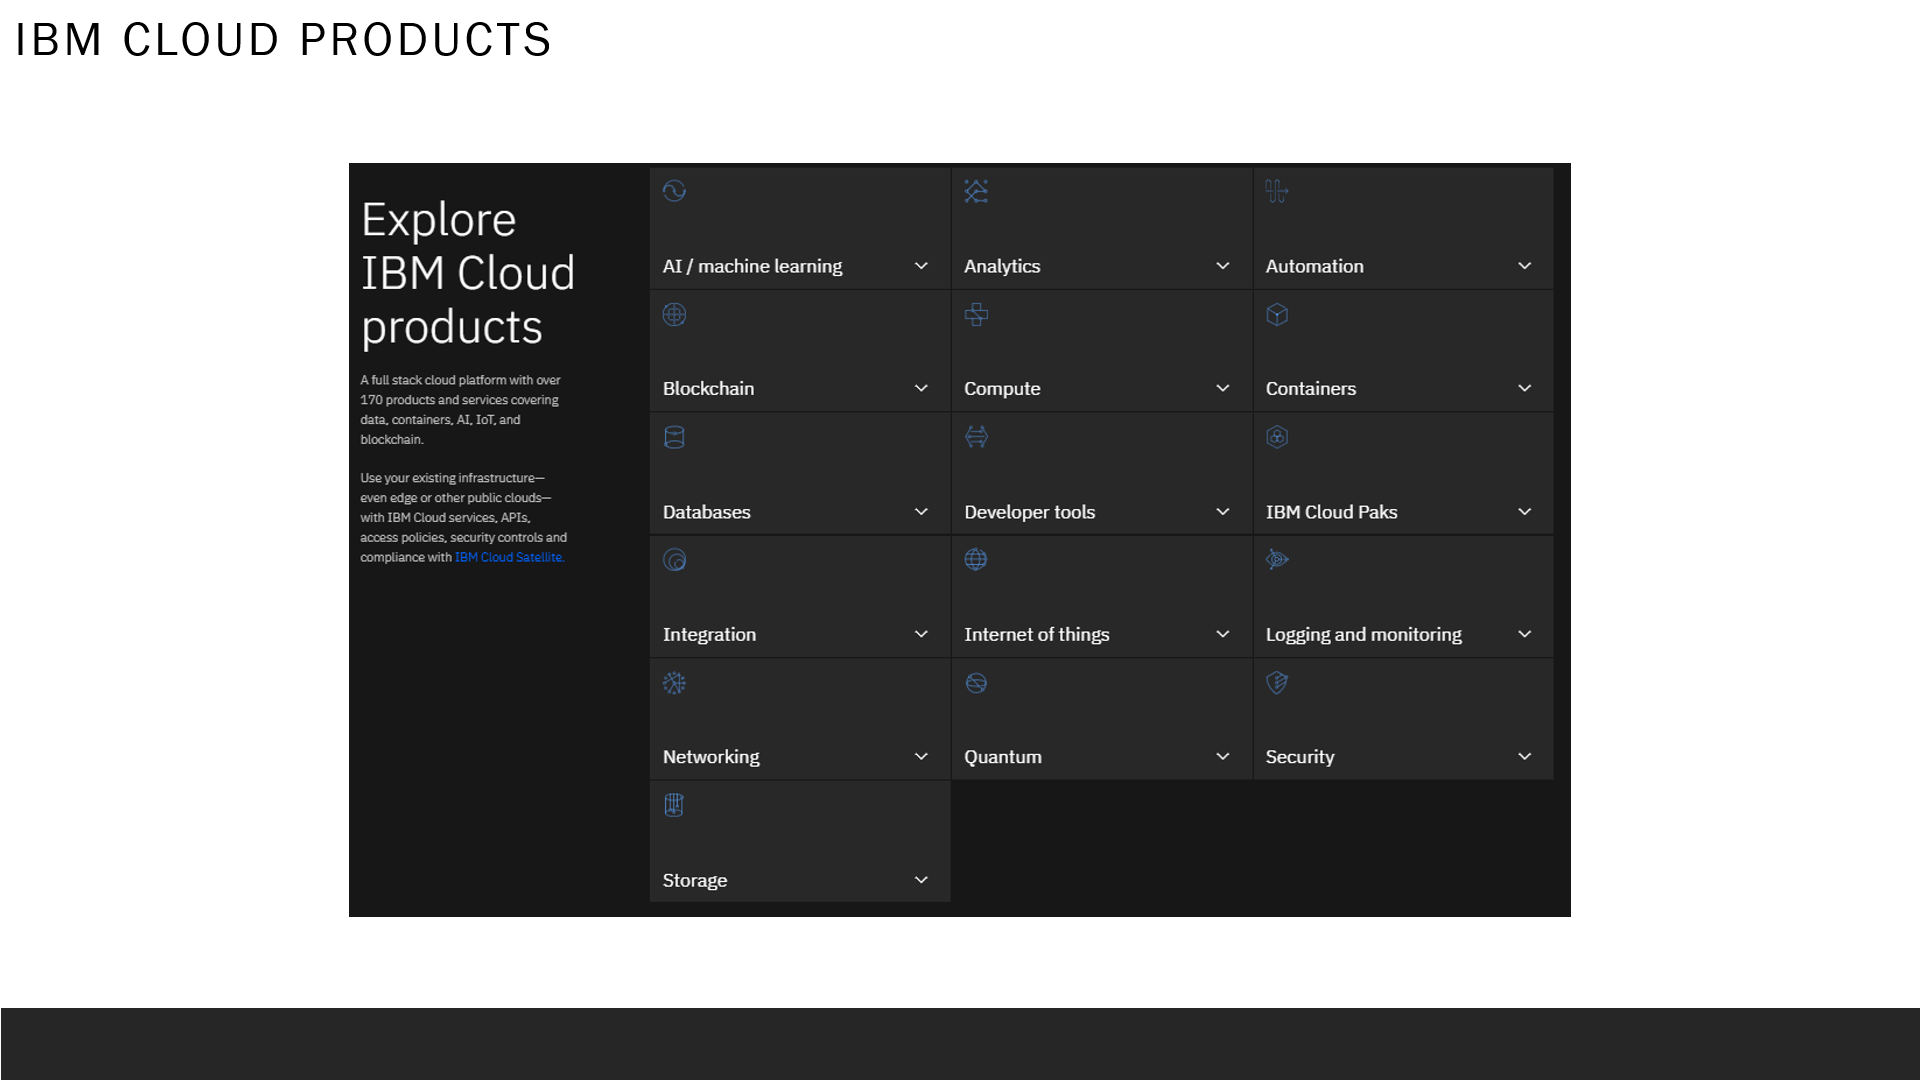 IBM CLOUD PRODUCTS
Explore
IBM Cloud
products
A full stack cloud platform with over
170 products and services covering
data, containers, AI, IoT, and
blockchain.
Use your existing infrastructure—
even edge or other public clouds—
with IBM Cloud services, APIs,
access policies, security controls and
compliance with IBM Cloud Satellite.
AI / machine learning
Analytics
Automation
Blockchain
Compute
Containers
Databases
Developer tools
IBM Cloud Paks
Integration
Internet of things
Logging and monitoring
Networking
Quantum
Security
Storage